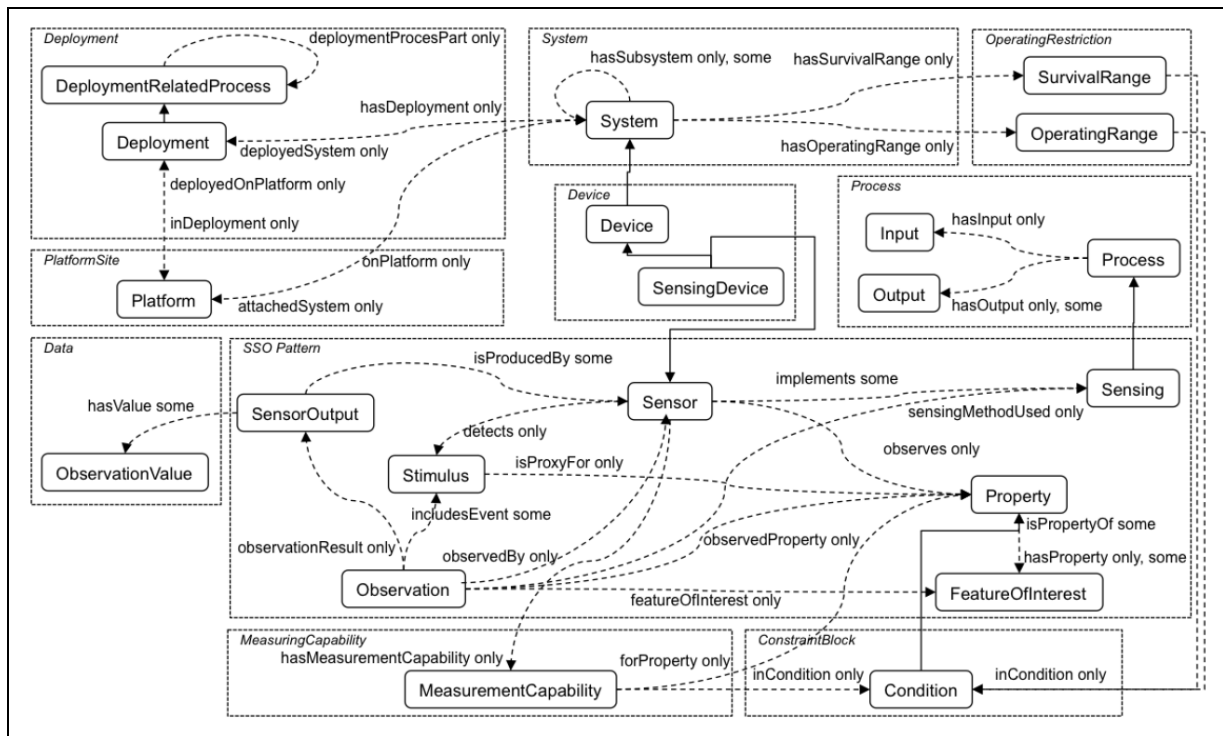 Deployment
deploymentProcesPart only
DeploymentRelatedProcess
hasDeployment only
Deployment
deployedSystem only
deployedOnPlatform only
inDeployment only
System
hasSubsystem only, some
hasSurvivalRange only
System
hasOperatingRange only
OperatingRestriction
SurvivalRange
OperatingRange
PlatformSite
onPlatform only
Platform
attachedSystem only
Device
Device
SensingDevice
Process
hasInput only
Input
Process
Output
hasOutput only, some
Data
hasValue some
ObservationValue
SSO Pattern
isProducedBy some
SensorOutput
Sensor
implements some
Sensing
sensingMethodUsed only
detects only
observes only
Stimulus
isProxyFor only
Property
includesEvent some
isPropertyOf some
observationResult only
observedBy only
observedProperty only
hasProperty only, some
Observation
featureOfInterest only
FeatureOfInterest
MeasuringCapability
hasMeasurementCapability only
forProperty only
MeasurementCapability
ConstraintBlock
inCondition only
Condition
inCondition only